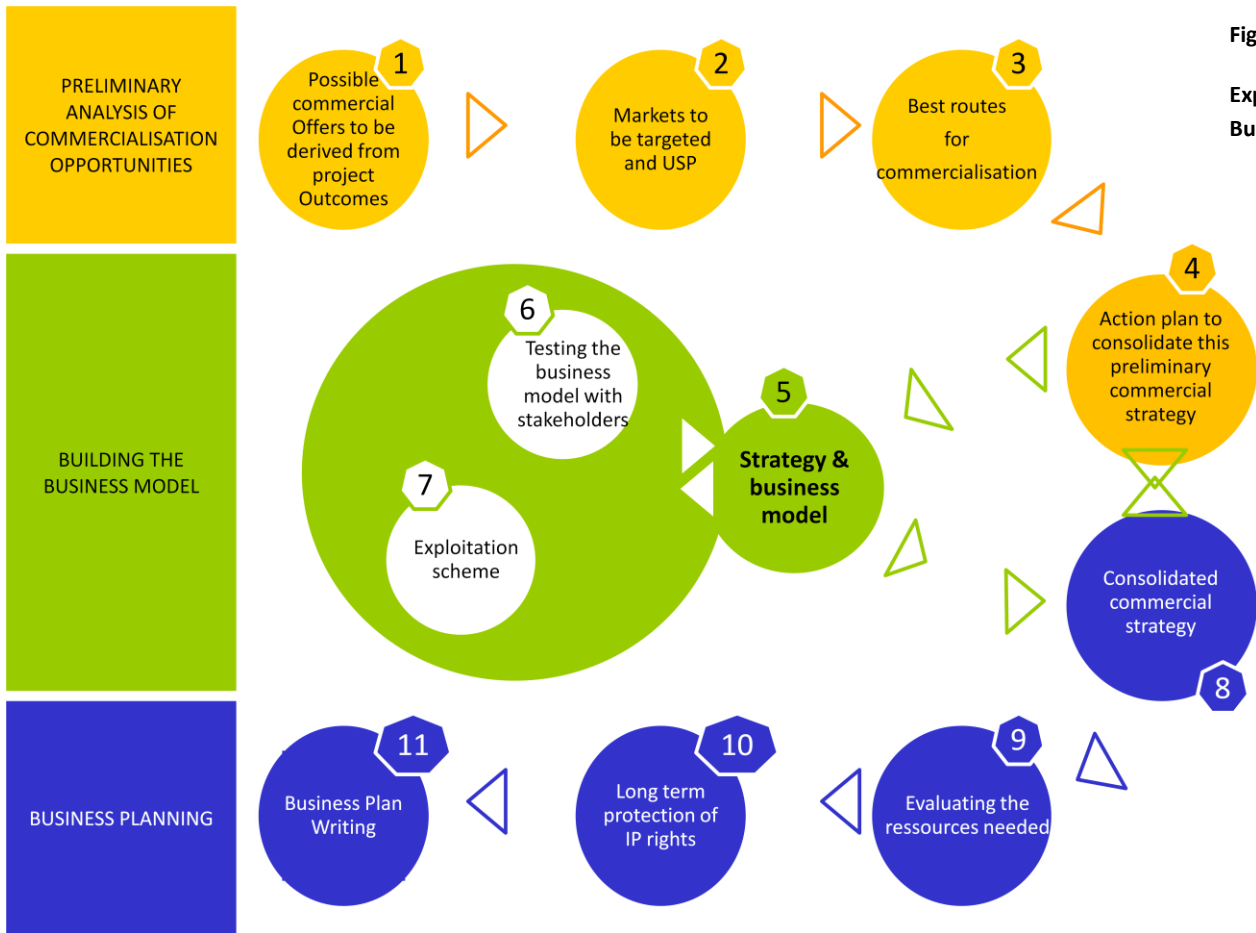 Fig
Exp
Bu
PRELIMINARY
ANALYSIS OF
COMMERCIALISATION
OPPORTUNITIES
1
Possible
commercial
Offers to be
derived from
project
Outcomes
2
Markets to
be targeted
and USP
3
Best routes
for
commercialisation
4
Action plan to
consolidate this
preliminary
commercial
strategy
BUILDING THE
BUSINESS MODEL
5
Strategy &
business
model
6
Testing the
business
model with
stakeholders
7
Exploitation
scheme
Consolidated
commercial
strategy
8
BUSINESS PLANNING
9
Evaluating the
ressources needed
10
Long term
protection of
IP rights
11
Business Plan
Writing